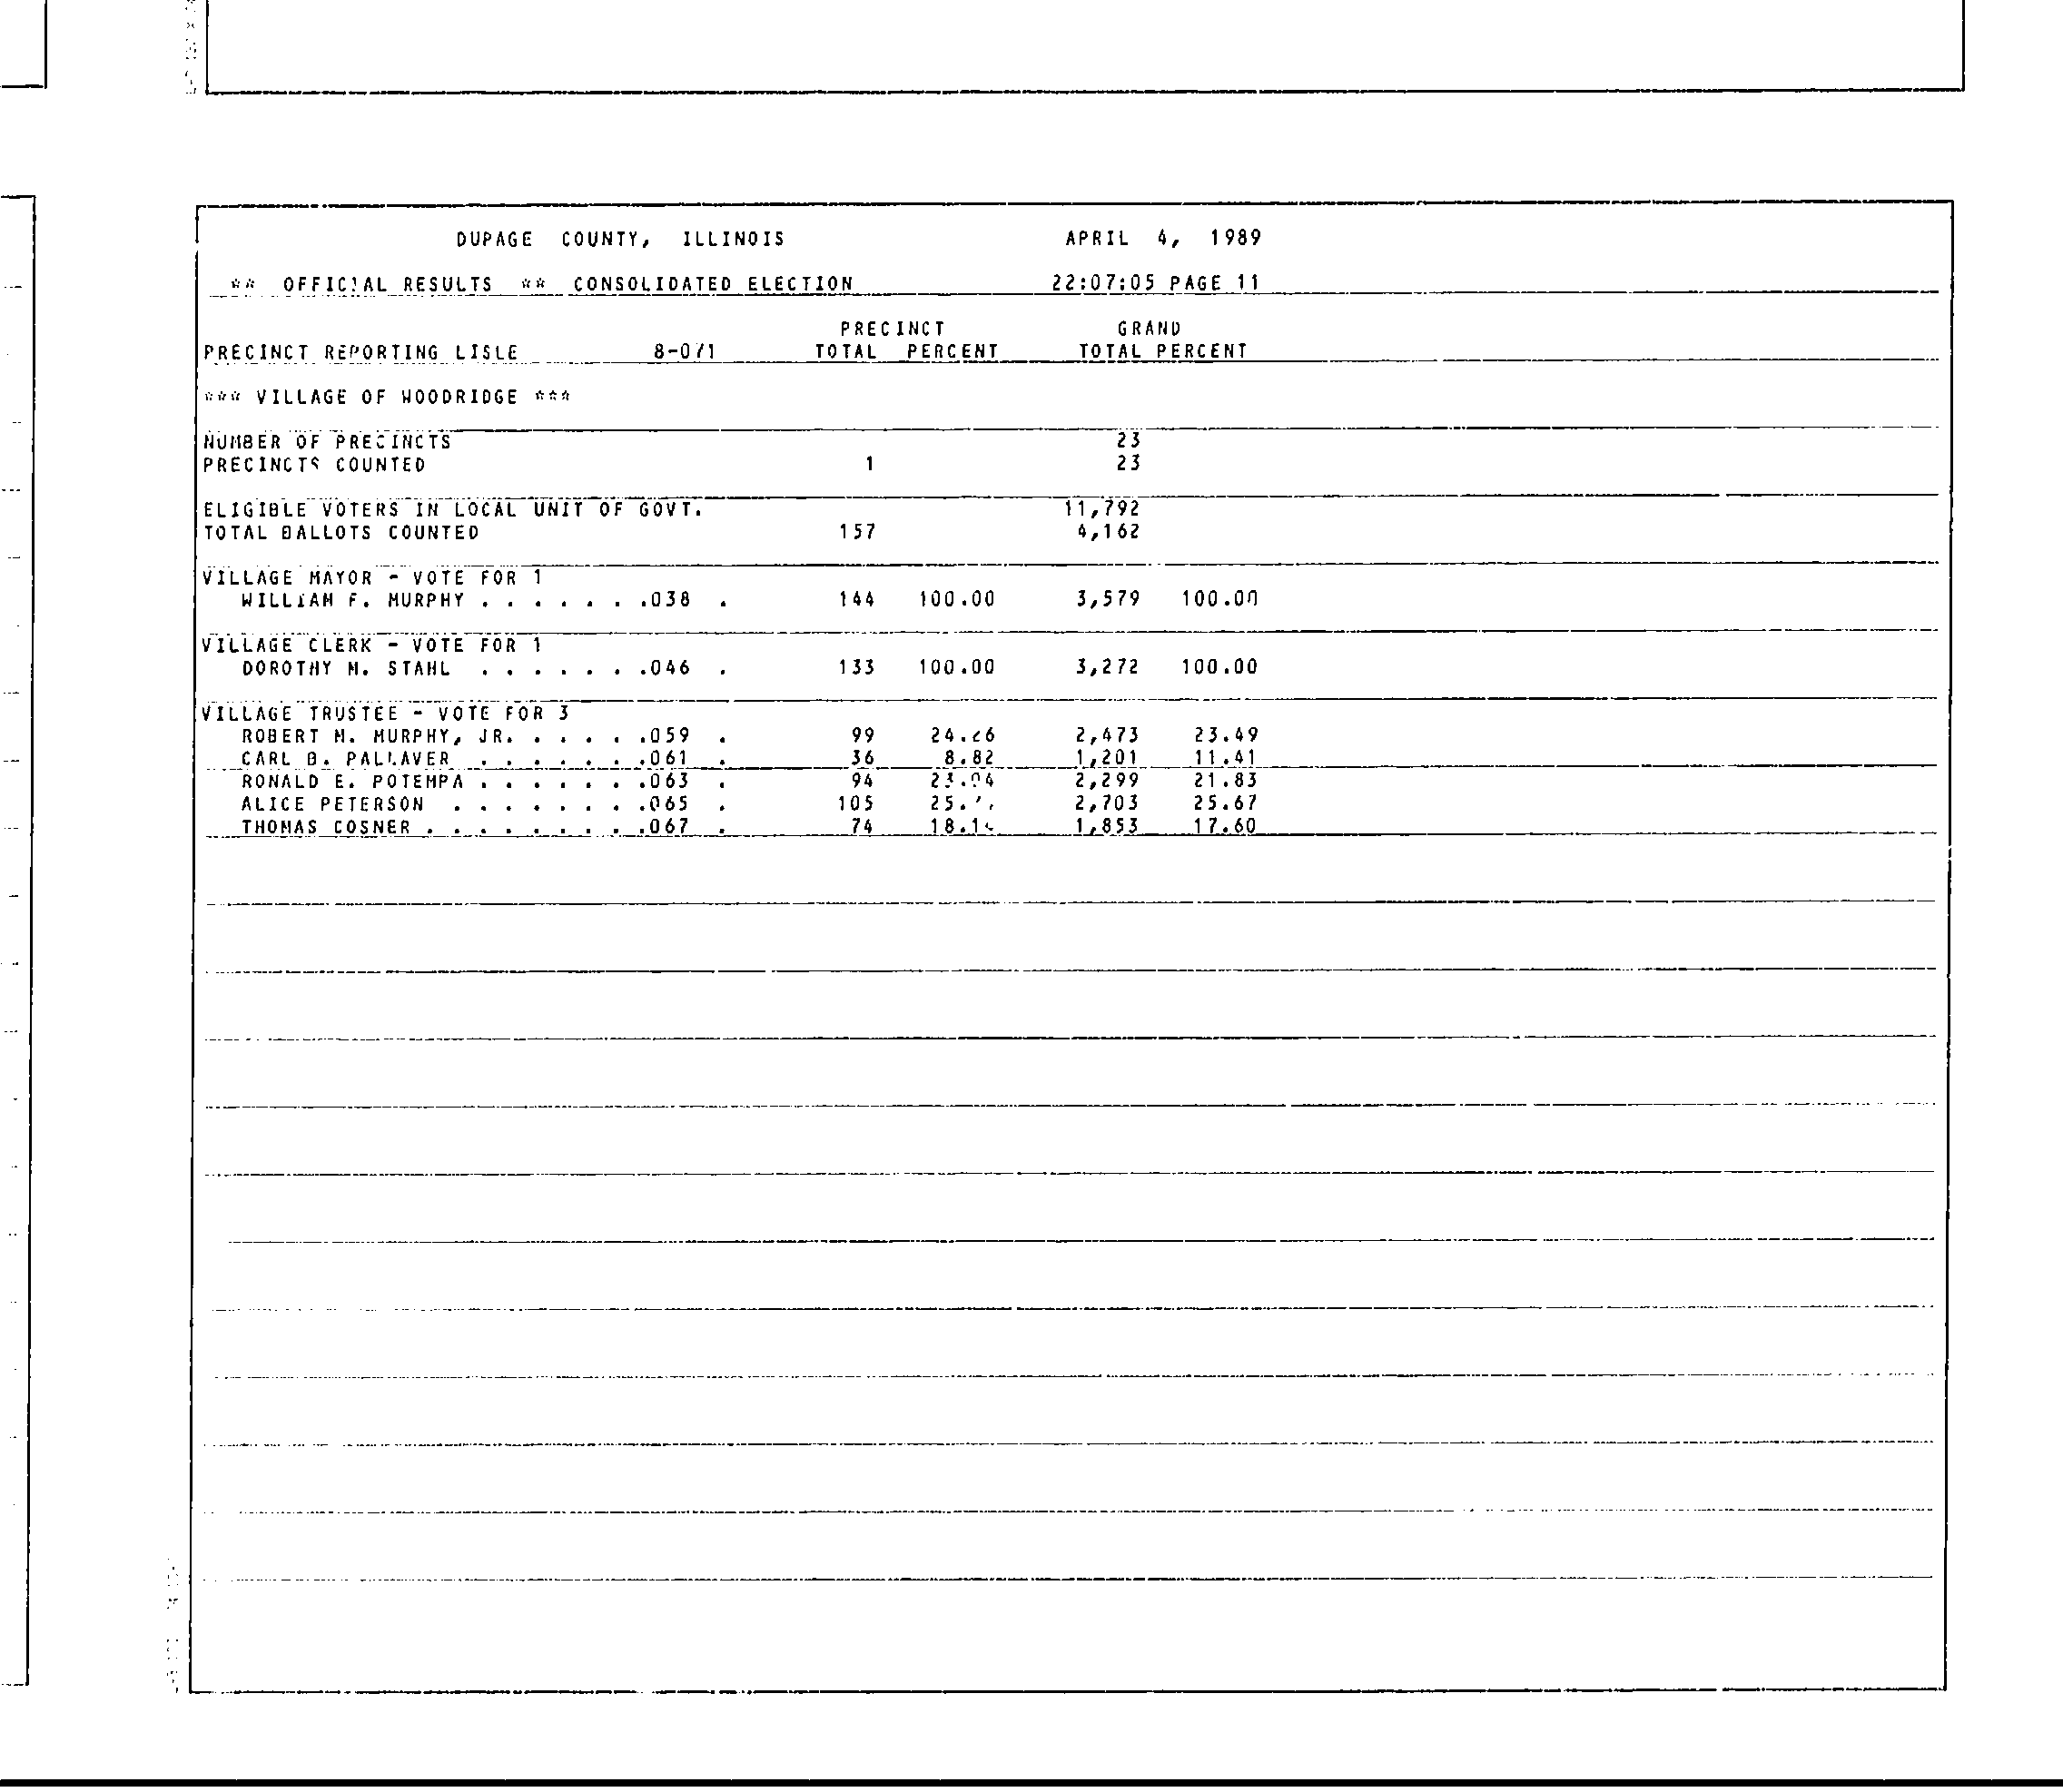 DUPAGE COUNTY, ILLINOIS APRIL 4, 1989
** OFFICIAL RESULTS ** CONSOLIDATED ELECTION 22:07:05 PAGE 11
PRECINCT GRAND
PRECINCT REPORTING LISLE 8-071 TOTAL PERCENT TOTAL PERCENT
*** VILLAGE OF WOODRIDGE ***
NUMBER OF PRECINCTS 23
PRECINCTS COUNTED 1 23
ELIGIBLE VOTERS IN LOCAL UNIT OF GOVT. 11,792
TOTAL BALLOTS COUNTED 157 4,162
VILLAGE MAYOR - VOTE FOR 1
WILLIAM F. MURPHY . . . . . . .038 . 144 100.00 3,579 100.00
VILLAGE CLERK - VOTE FOR 1
DOROTHY M. STAHL . . . . . . .046 . 133 100.00 3,272 100.00
VILLAGE TRUSTEE - VOTE FOR 3
ROBERT M. MURPHY, JR. . . . . .059 . 99 24.26 2,473 23.49
CARL B. PALLAVER . . . . . . .061 . 36 8.82 1,201 11.41
RONALD E. POTEMPA . . . . . . .063 . 94 23.04 2,299 21.83
ALICE PETERSON . . . . . . . .065 . 105 2,703 25.67
THOMAS COSNER . . . . . . . . .067 . 74 1,853 17.60